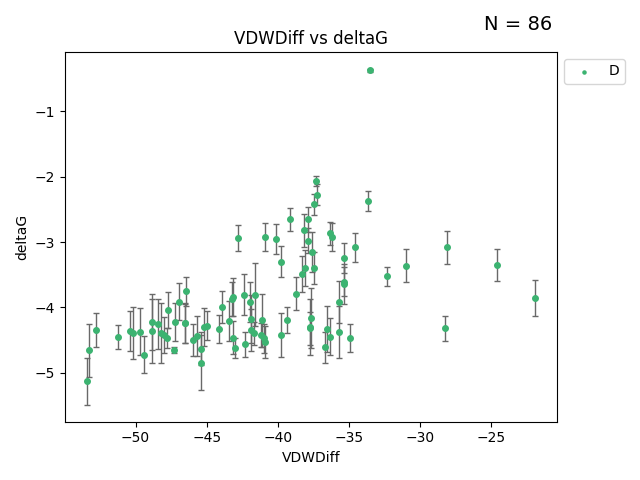 N = 86
VDWDiff vs deltaG
D
−1
−2
−3
−4
−5
deltaG
−50 −45 −40 −35 −30 −25
VDWDiff